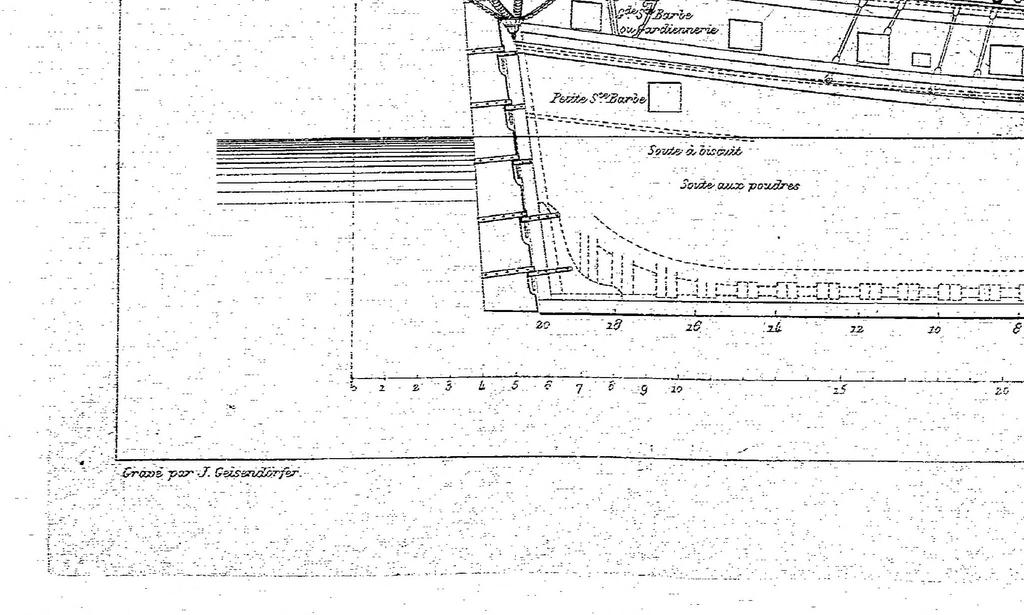 Gde Ste Barbe
ou gardiennerie
Petite Ste Barbe
Soute à biscuit
Soute aux poudres
20 18 16 14 12 10 8
1 2 3 4 5 6 7 8 9 10 15 20
Gravé par J. Geisendörfer.